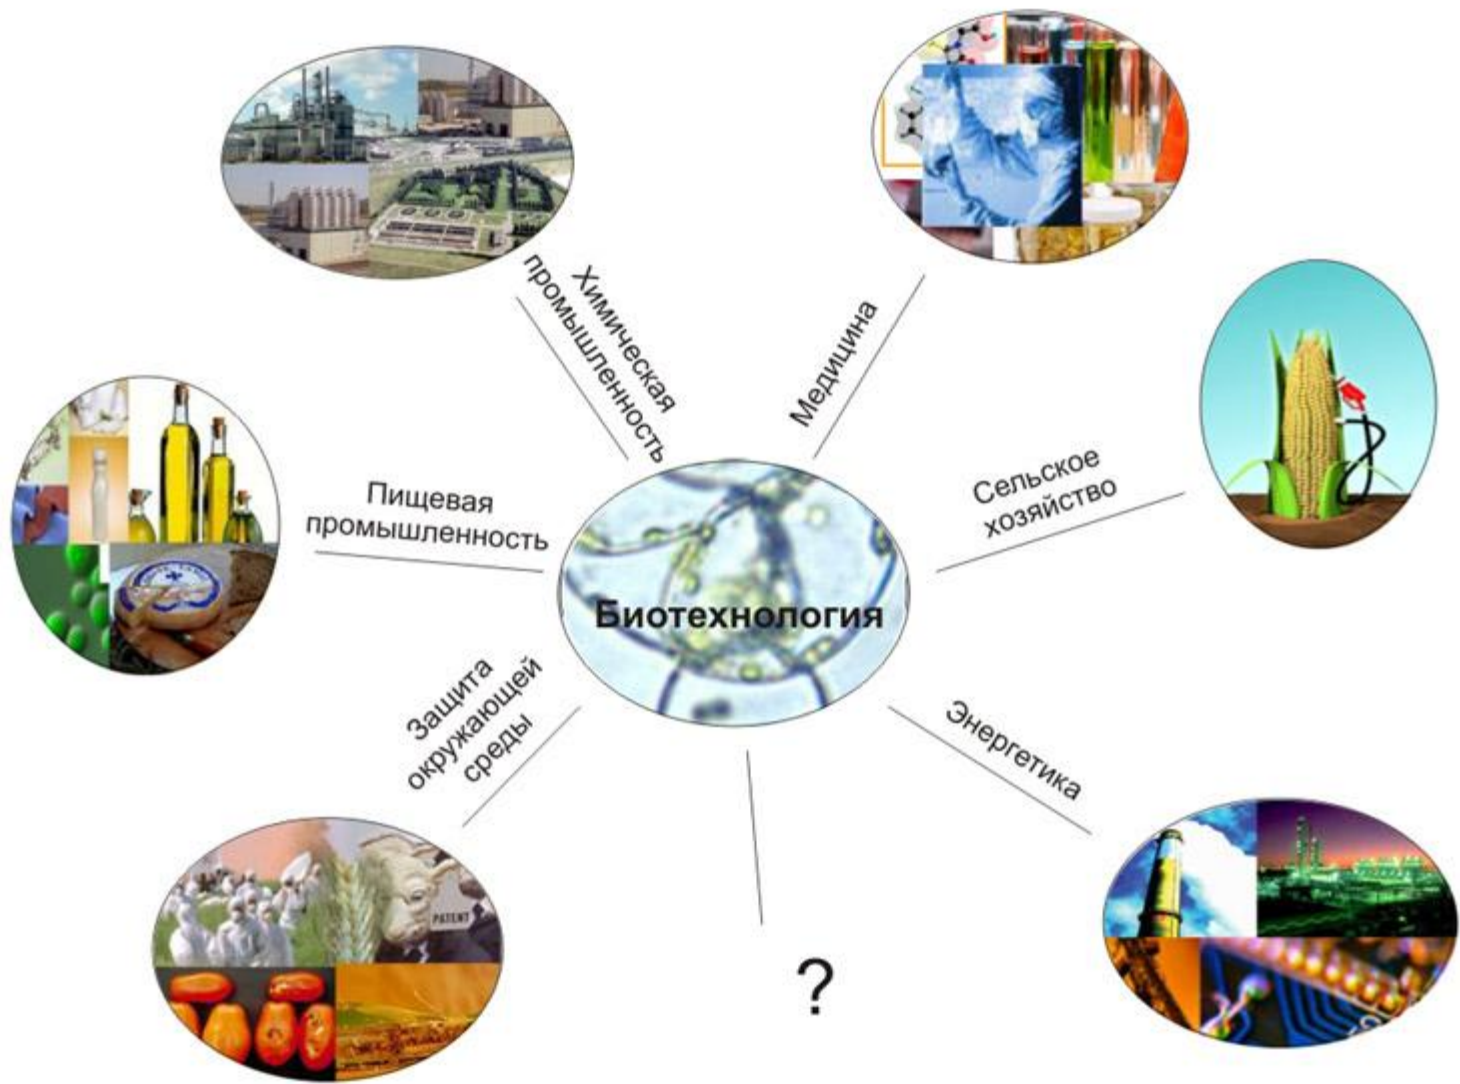 Химическая
промышленность
Медицина
Сельское
хозяйство
Пищевая
промышленность
Биотехнология
Защита
окружающей
среды
Энергетика
PATENT
?